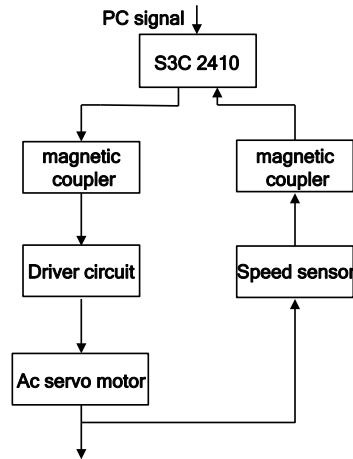 PC signal
S3C 2410
magnetic
coupler
magnetic
coupler
Driver circuit
Speed sensor
Ac servo motor